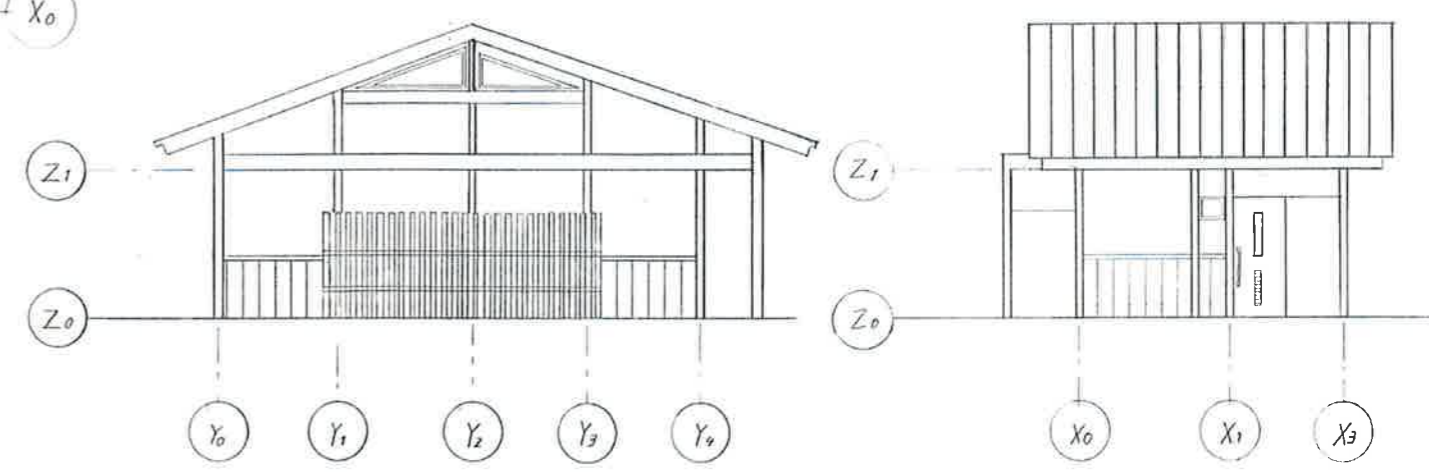 X₀
Z₁
Z₀
Y₀
Y₁
Y₂
Y₃
Y₄
Z₁
Z₀
X₀
X₁
X₃